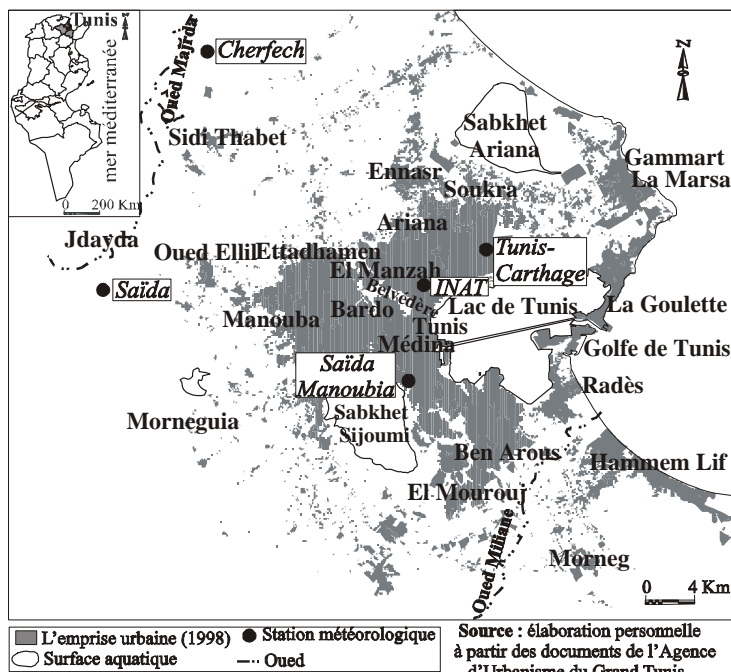 Tunis
N
mer méditerranée
0 200 Km
Cherfech
Oued Majrda
Sidi Thabet
Sabkhet
Ariana
N
Gammart
La Marsa
Ennasr
Soukra
Ariana
Jdayda
Oued Ellil
Ettadhamen
El Manzah
Tunis-
Carthage
Saïda
INAT
Belvédère
Lac de Tunis
La Goulette
Manouba
Bardo
Tunis
Médina
Golfe de Tunis
Saïda
Manoubia
Radès
Morneguia
Sabkhet
Sijoumi
Ben Arous
Hammem Lif
El Mourouj
Oued Miliane
Morneg
0 4 Km
L'emprise urbaine (1998)
Station météorologique
Surface aquatique
Oued
Source : élaboration personnelle
à partir des documents de l'Agence
d'Urbanisme du Grand Tunis